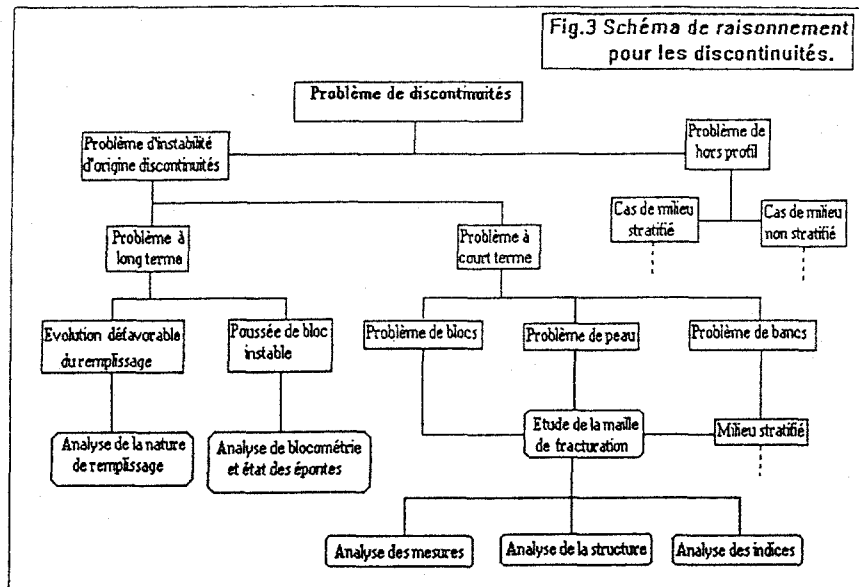 Fig.3 Schéma de raisonnement
pour les discontinuités.
Problème de discontinuités
Problème d'instabilité
d'origine discontinuités
Problème de
hors profil
Cas de milieu
stratifié
Cas de milieu
non stratifié
Problème à
long terme
Problème à
court terme
Evolution défavorable
du remplissage
Poussée de bloc
instable
Problème de blocs
Problème de peau
Problème de bancs
Analyse de la nature
de remplissage
Analyse de blocométrie
et état des épontes
Etude de la maille
de fracturation
Milieu stratifié
Analyse des mesures
Analyse de la structure
Analyse des indices